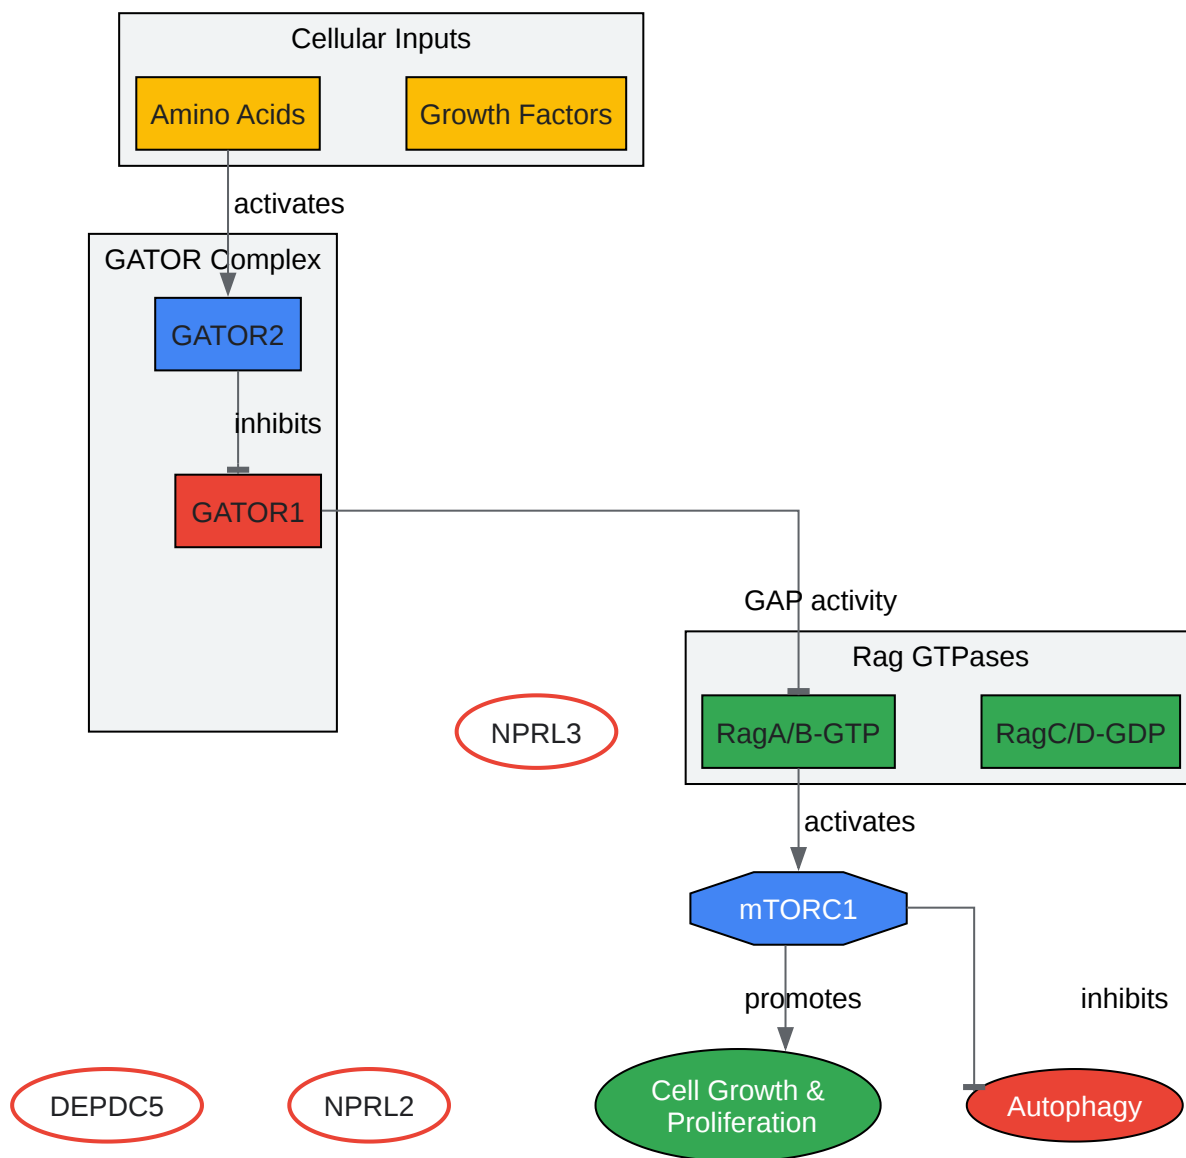 Cellular Inputs
Amino Acids
Growth Factors
activates
GATOR Complex
GATOR2
inhibits
GATOR1
GAP activity
Rag GTPases
NPRL3
RagA/B-GTP
RagC/D-GDP
activates
mTORC1
promotes
inhibits
DEPDC5
NPRL2
Cell Growth &
Proliferation
Autophagy